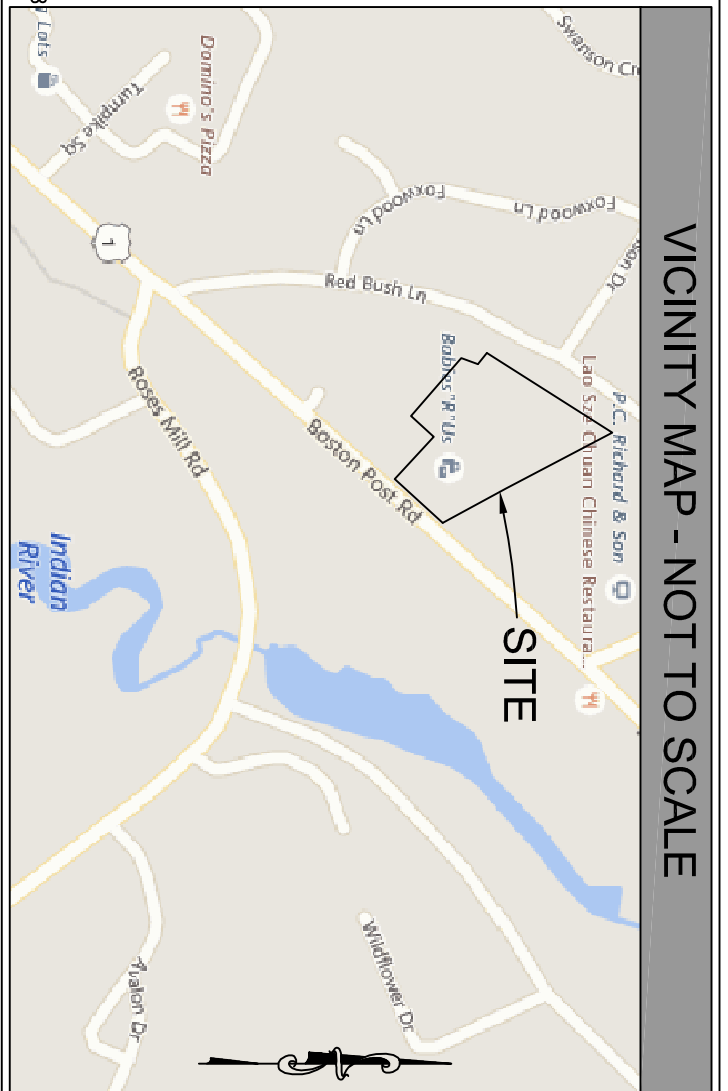 VICINITY MAP - NOT TO SCALE
Swanson Cr
Lots
Turnpike Sq
Domino's Pizza
Foxwood Ln
Foxwood Ln
son Dr
Red Bush Ln
1
Babies"R"Us
P.C. Richard & Son
Lao Sze Chuan Chinese Restaura...
Roses Mill Rd
Boston Post Rd
SITE
Indian
River
Wildflower Dr
Avalon Dr